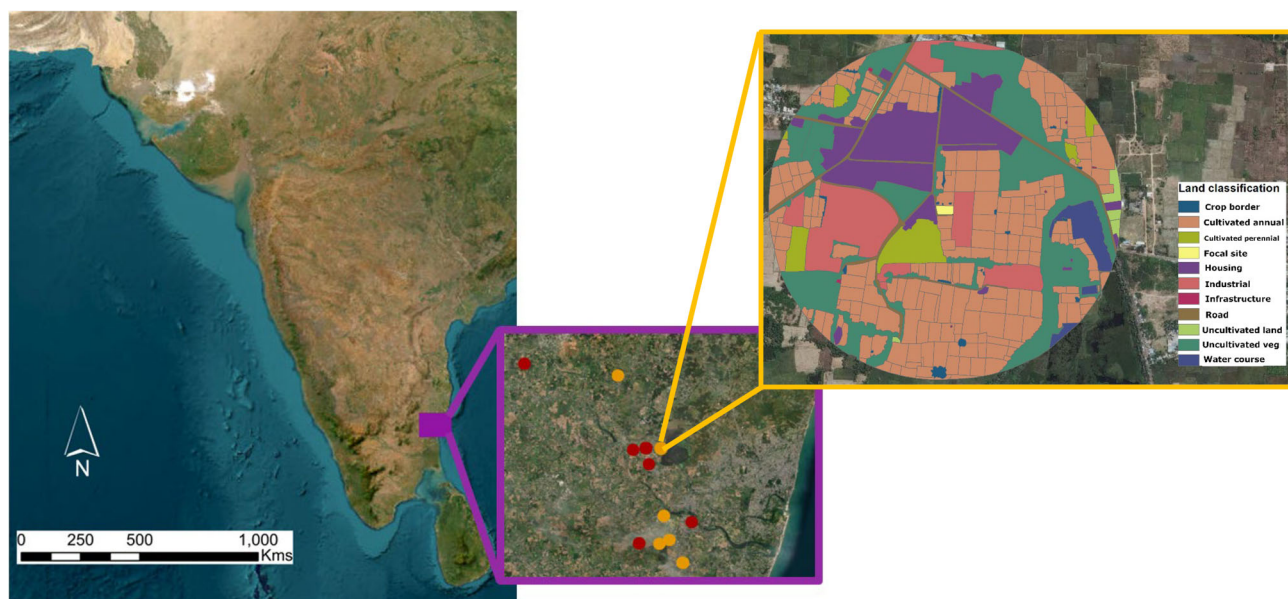 Land classification
Crop border
Cultivated annual
Cultivated perennial
Focal site
Housing
Industrial
Infrastructure
Road
Uncultivated land
Uncultivated veg
Water course
N
0 250 500 1,000
Kms